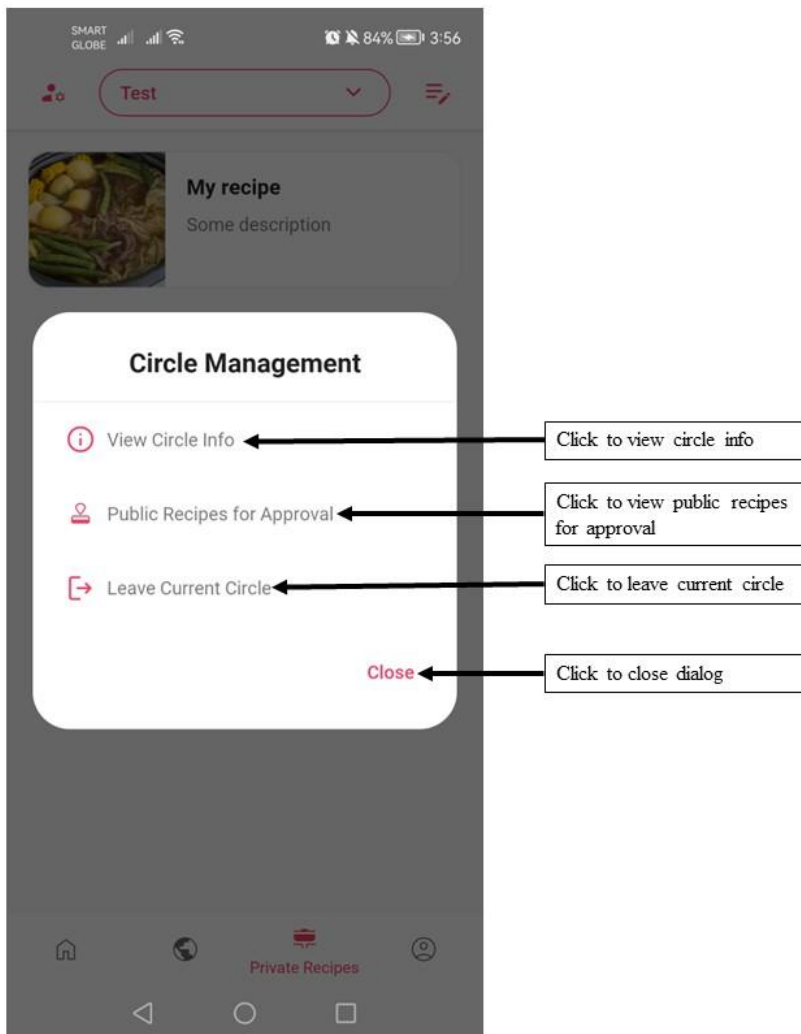 SMART
GLOBE
84% 3:56
Test
My recipe
Some description
Circle Management
View Circle Info
Click to view circle info
Public Recipes for Approval
Click to view public recipes
for approval
Leave Current Circle
Click to leave current circle
Close
Click to close dialog
Private Recipes